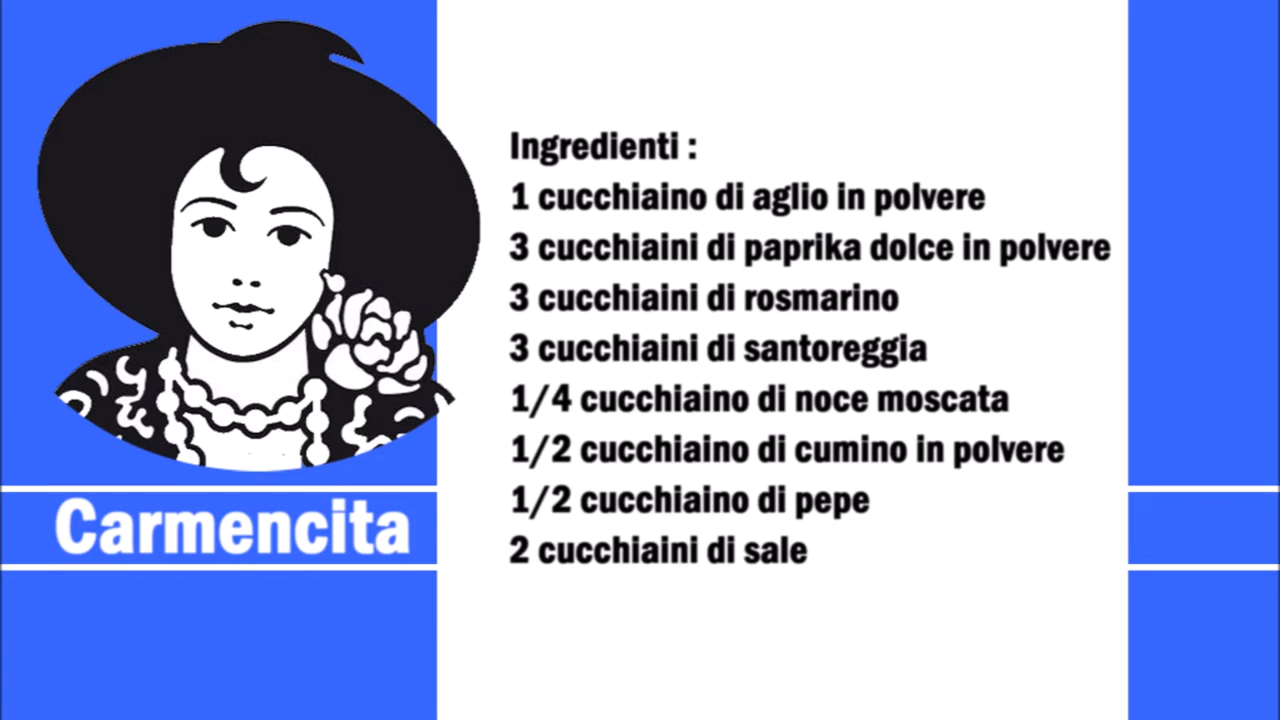 Carmencita
Ingredienti :
1 cucchiaino di aglio in polvere
3 cucchiaini di paprika dolce in polvere
3 cucchiaini di rosmarino
3 cucchiaini di santoreggia
1/4 cucchiaino di noce moscata
1/2 cucchiaino di cumino in polvere
1/2 cucchiaino di pepe
2 cucchiaini di sale